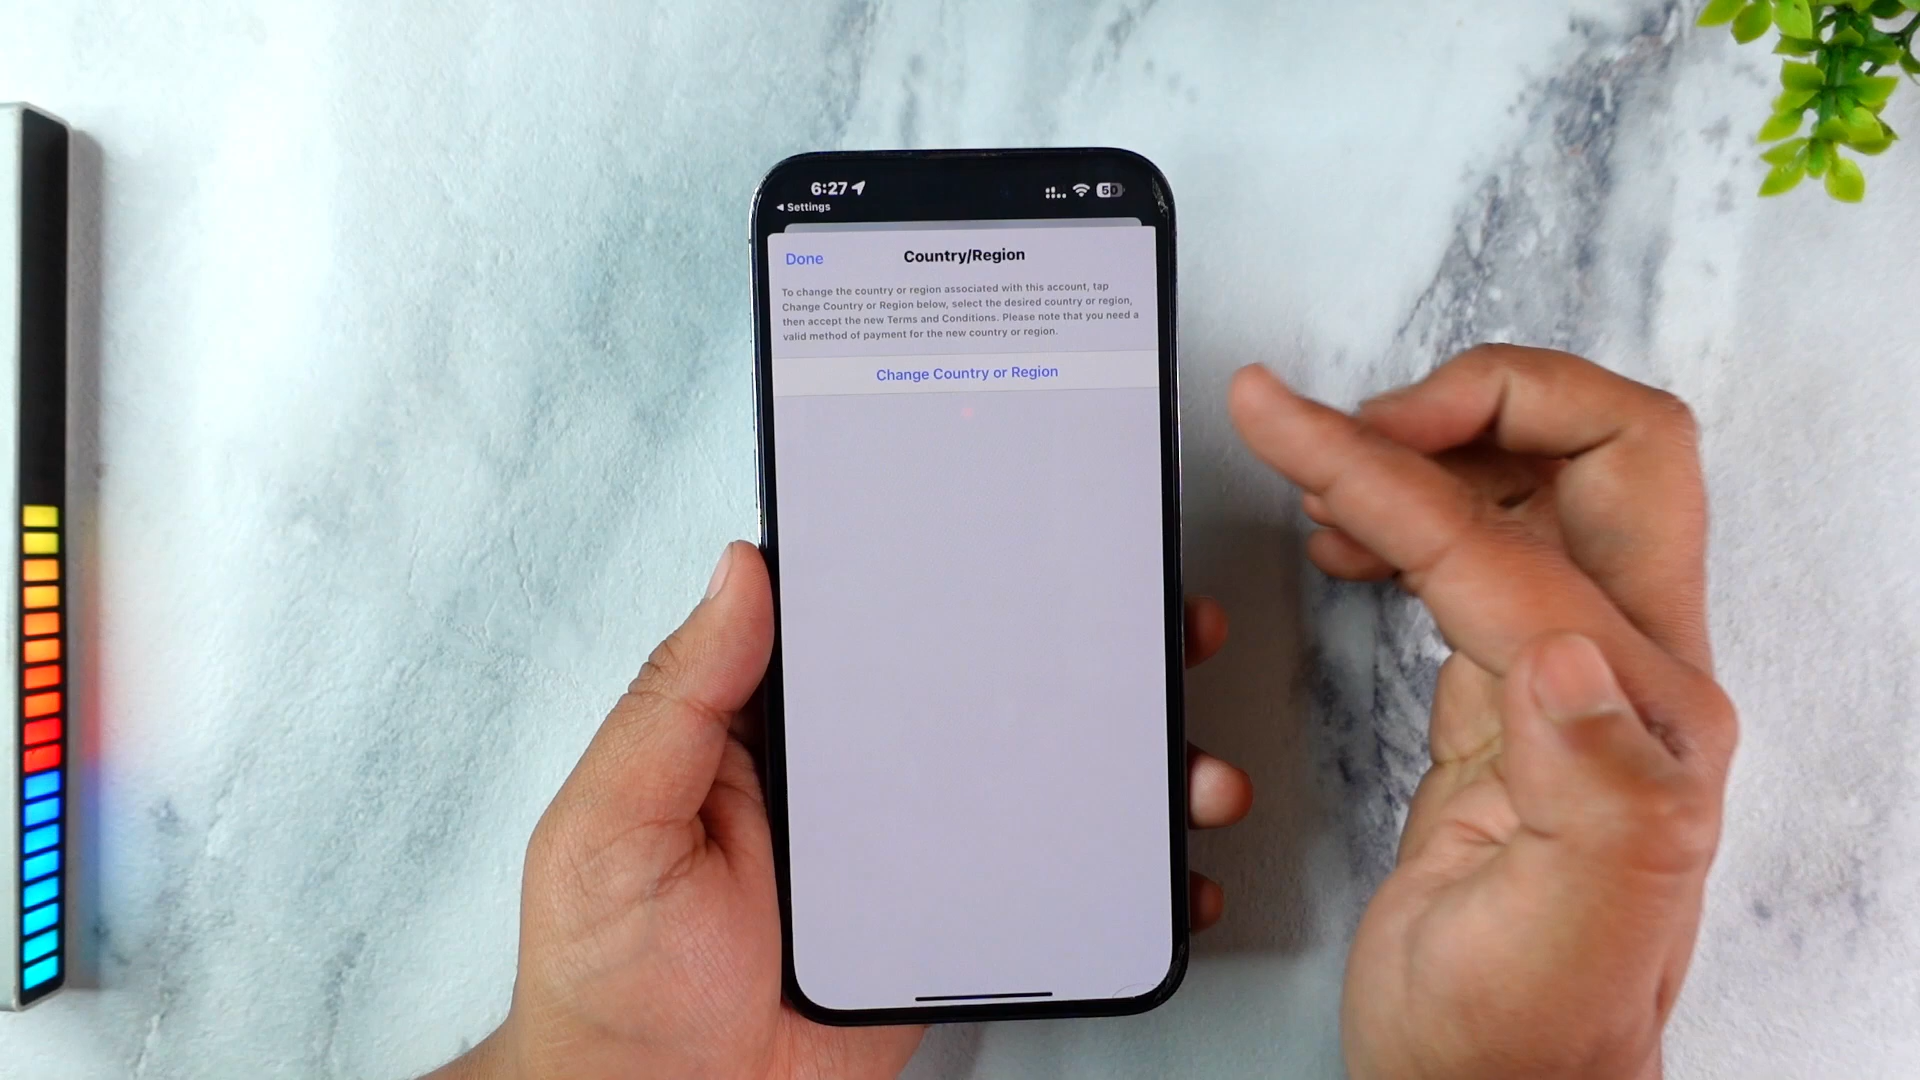 6:27
50
◀ Settings
Done
Country/Region
To change the country or region associated with this account, tap
Change Country or Region below, select the desired country or region,
then accept the new Terms and Conditions. Please note that you need a
valid method of payment for the new country or region.
Change Country or Region